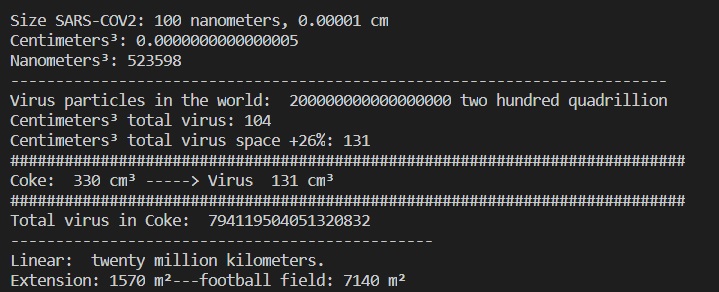 Size SARS-COV2: 100 nanometers, 0.00001 cm
Centimeters³: 0.0000000000000005
Nanometers³: 523598
-------------------------------------------------------------------------
Virus particles in the world:  200000000000000000 two hundred quadrillion
Centimeters³ total virus: 104
Centimeters³ total virus space +26%: 131
###########################################################################
Coke:  330 cm³ -----> Virus  131 cm³
###########################################################################
Total virus in Coke:  794119504051320832
-----------------------------------------------
Linear:  twenty million kilometers.
Extension: 1570 m²---football field: 7140 m²